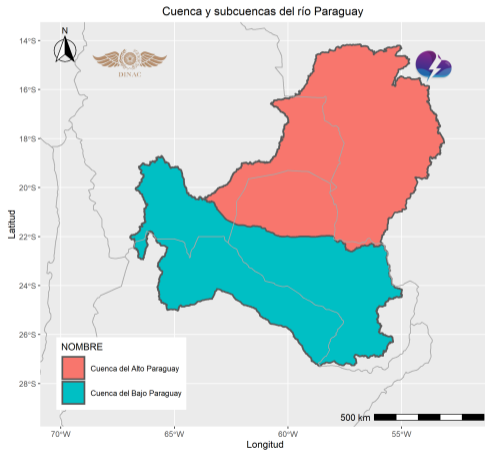 Cuenca y subcuencas del río Paraguay
N
DINAC
14°S
16°S
18°S
20°S
22°S
24°S
26°S
28°S
Latitud
NOMBRE
Cuenca del Alto Paraguay
Cuenca del Bajo Paraguay
500 km
70°W
65°W
60°W
55°W
Longitud